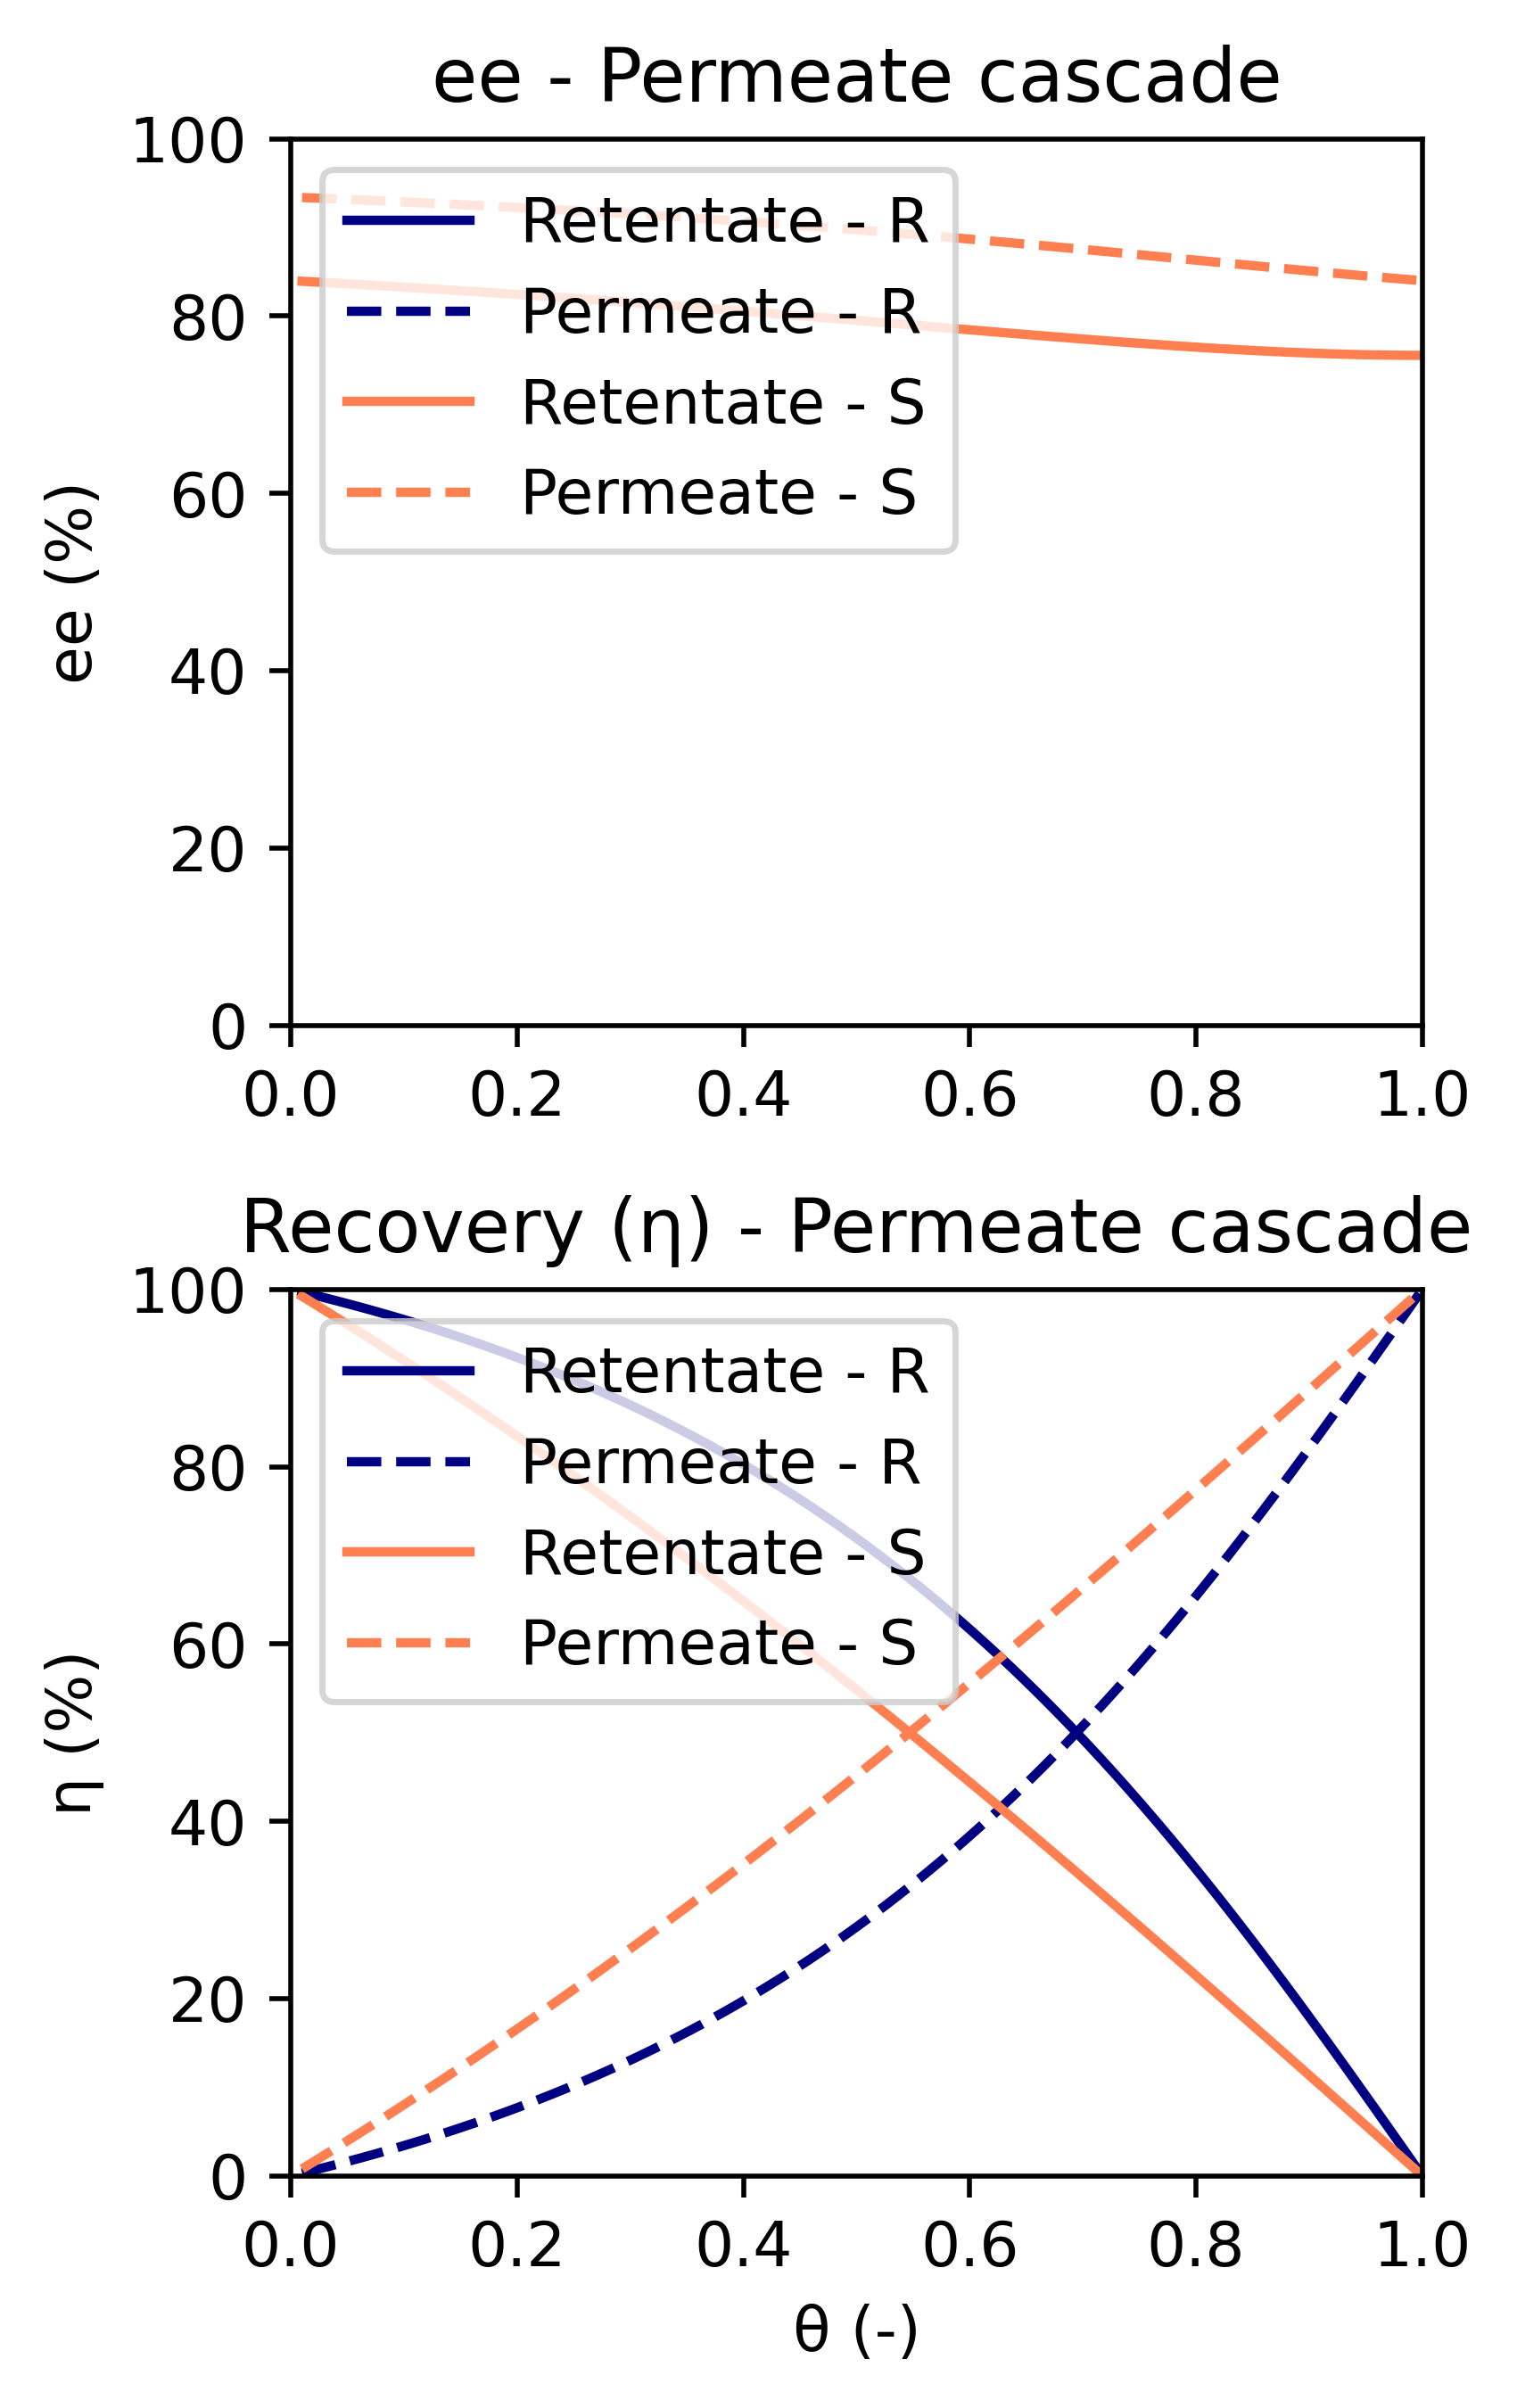 ee - Permeate cascade
100
80
60
40
20
0
ee (%)
Retentate - R
Permeate - R
Retentate - S
Permeate - S
0.0 0.2 0.4 0.6 0.8 1.0
Recovery (η) - Permeate cascade
100
80
60
40
20
0
η (%)
Retentate - R
Permeate - R
Retentate - S
Permeate - S
0.0 0.2 0.4 0.6 0.8 1.0
θ (-)